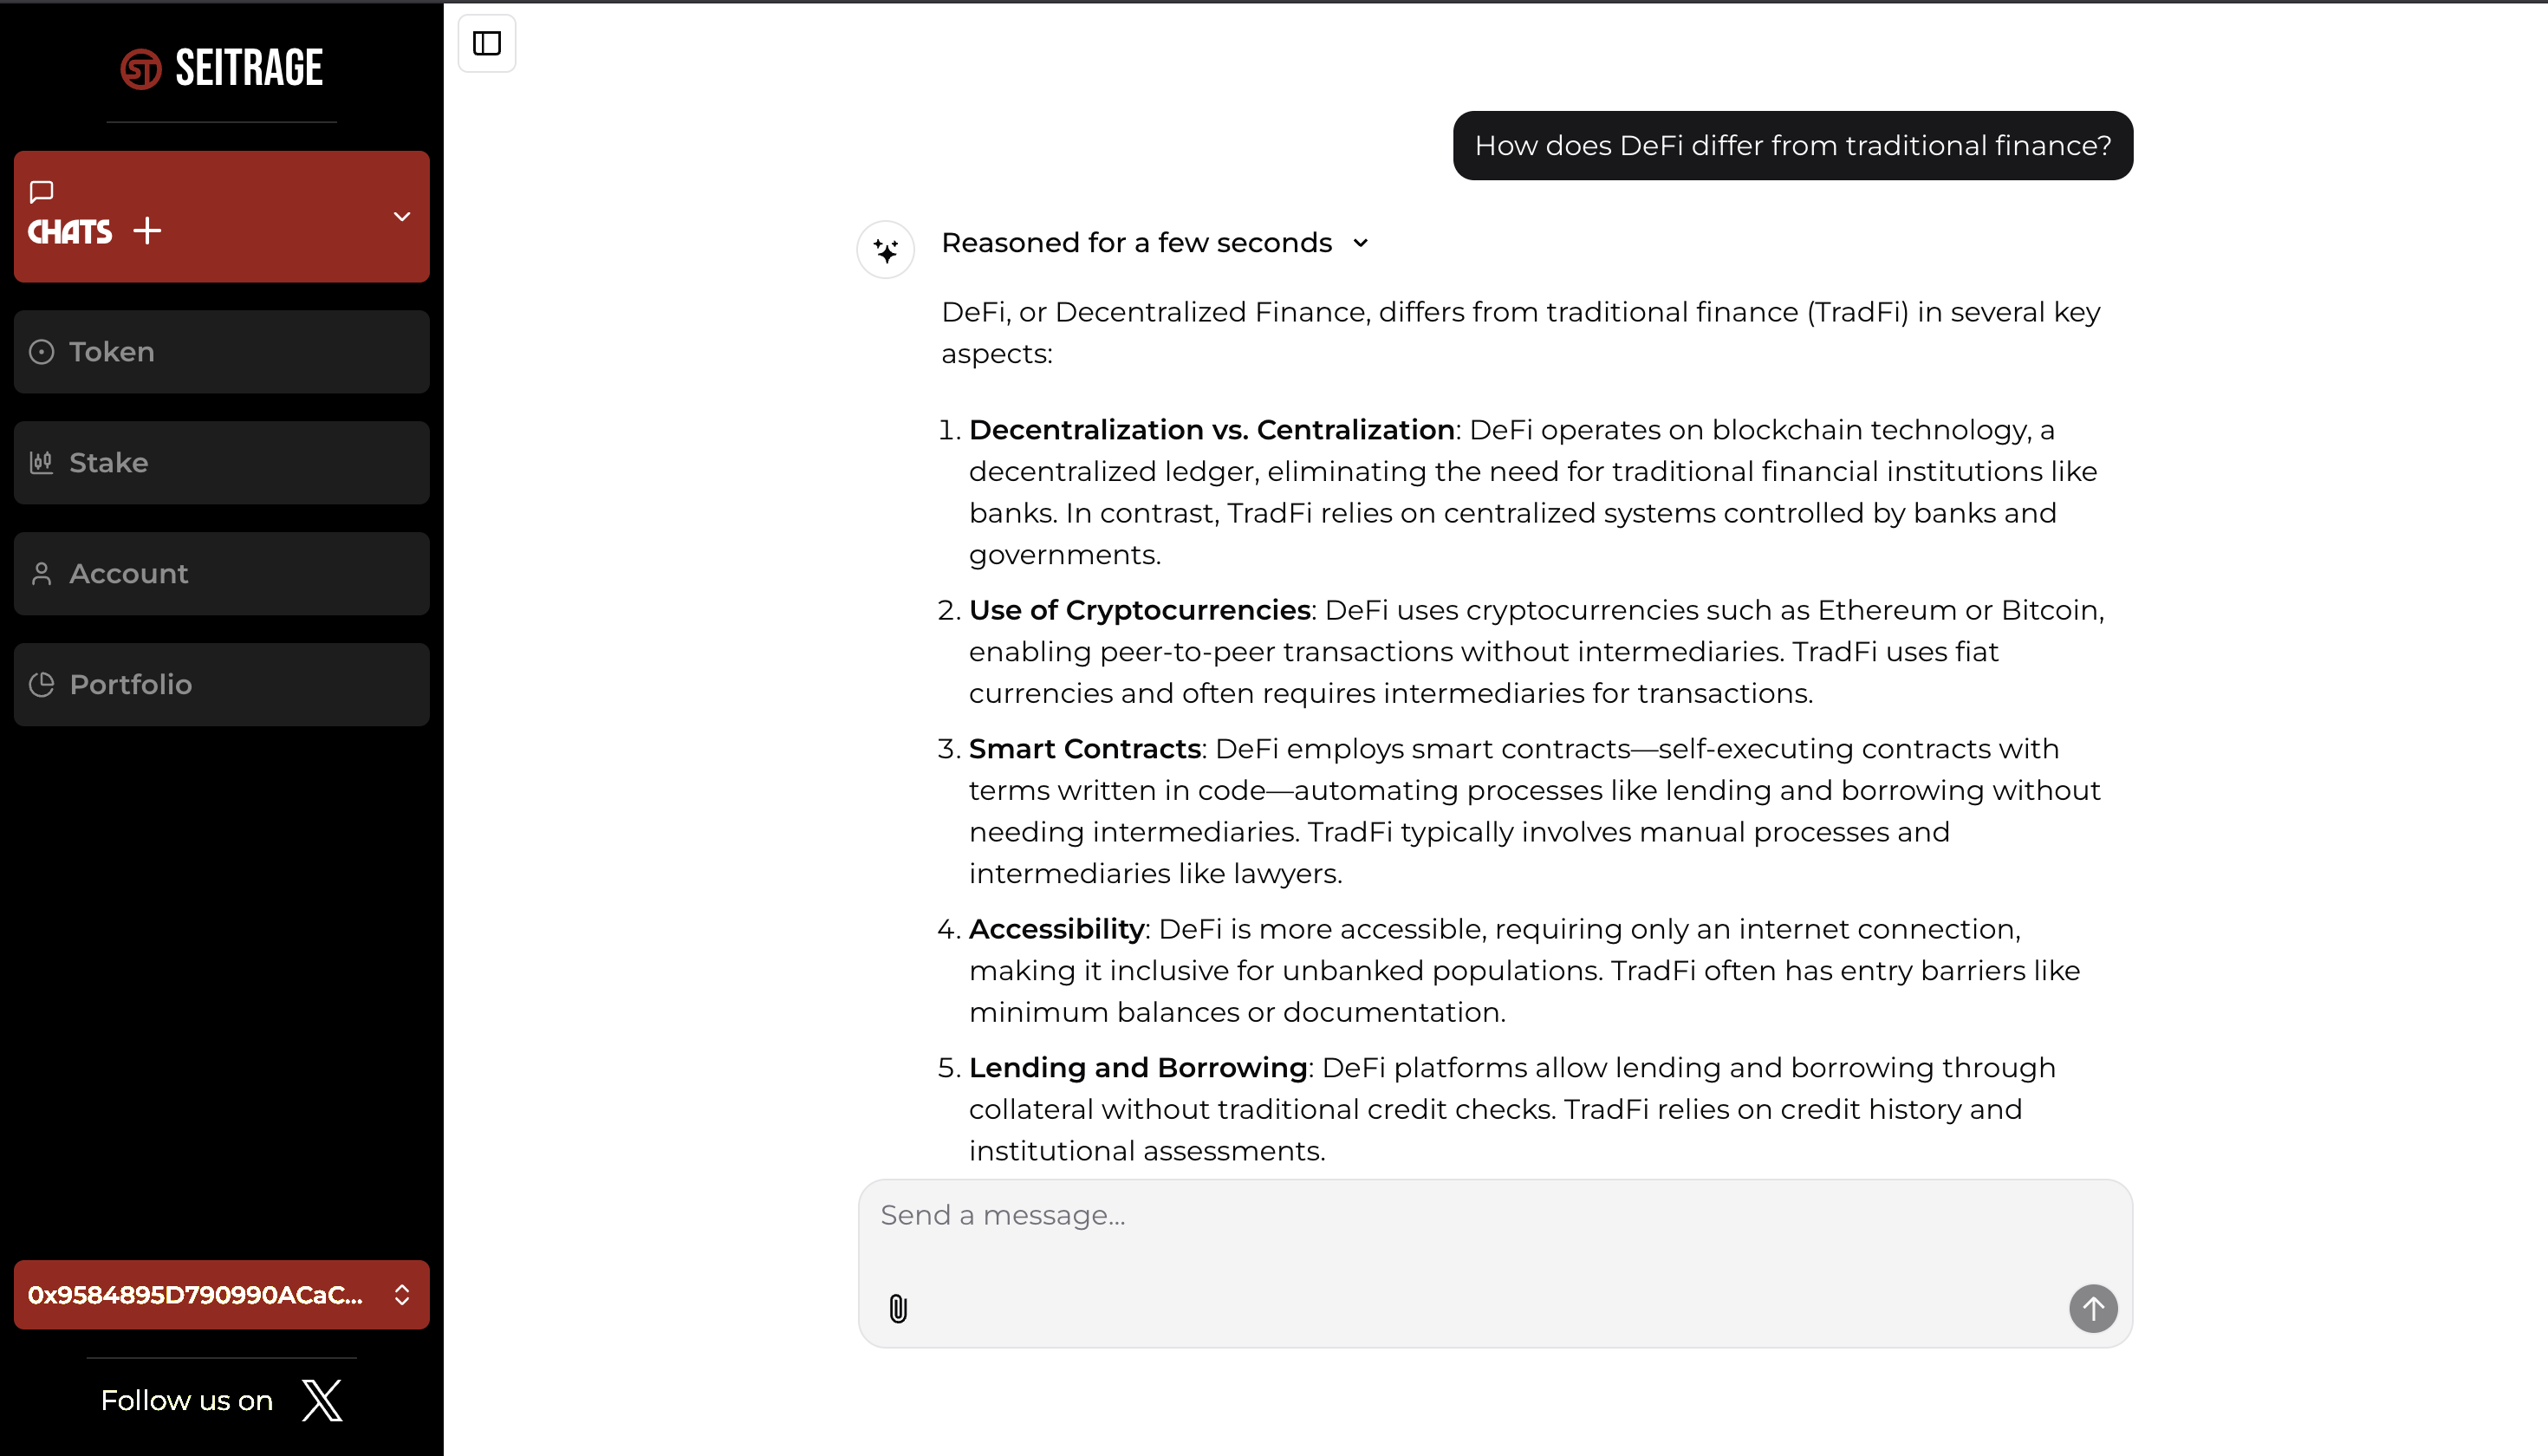 SEITRAGE
CHATS
Token
Stake
Account
Portfolio
0x9584895D790990ACaC...
Follow us on
How does DeFi differ from traditional finance?
Reasoned for a few seconds
DeFi, or Decentralized Finance, differs from traditional finance (TradFi) in several key
aspects:
1. Decentralization vs. Centralization: DeFi operates on blockchain technology, a
decentralized ledger, eliminating the need for traditional financial institutions like
banks. In contrast, TradFi relies on centralized systems controlled by banks and
governments.
2. Use of Cryptocurrencies: DeFi uses cryptocurrencies such as Ethereum or Bitcoin,
enabling peer-to-peer transactions without intermediaries. TradFi uses fiat
currencies and often requires intermediaries for transactions.
3. Smart Contracts: DeFi employs smart contracts—self-executing contracts with
terms written in code—automating processes like lending and borrowing without
needing intermediaries. TradFi typically involves manual processes and
intermediaries like lawyers.
4. Accessibility: DeFi is more accessible, requiring only an internet connection,
making it inclusive for unbanked populations. TradFi often has entry barriers like
minimum balances or documentation.
5. Lending and Borrowing: DeFi platforms allow lending and borrowing through
collateral without traditional credit checks. TradFi relies on credit history and
institutional assessments.
Send a message...